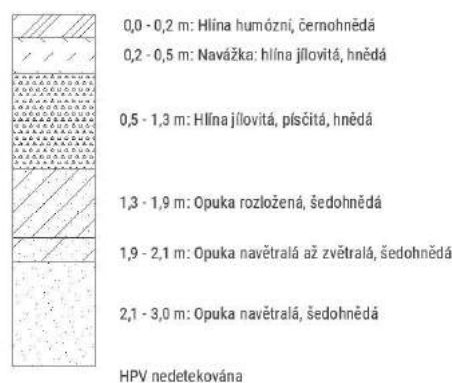 0,0 - 0,2 m: Hlína humózní, černohnědá
0,2 - 0,5 m: Navážka: hlína jílovitá, hnědá
0,5 - 1,3 m: Hlína jílovitá, písčitá, hnědá
1,3 - 1,9 m: Opuka rozložená, šedohnědá
1,9 - 2,1 m: Opuka navětralá až zvětralá, šedohnědá
2,1 - 3,0 m: Opuka navětralá, šedohnědá
HPV nedetekována